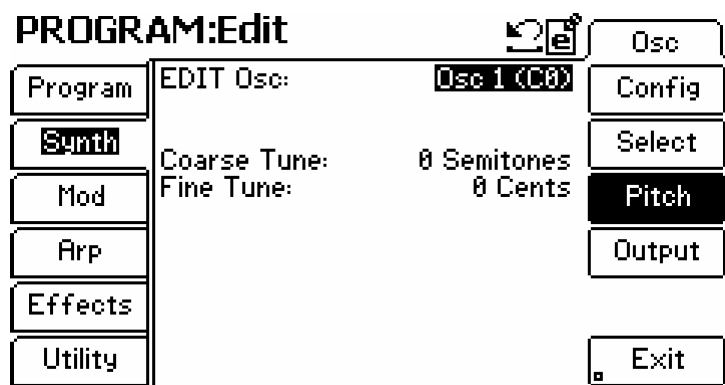 PROGRAM:Edit
Program
Synth
Mod
Arp
Effects
Utility
EDIT Osc: Osc 1 (C0)
Coarse Tune: 0 Semitones
Fine Tune: 0 Cents
Osc
Config
Select
Pitch
Output
Exit